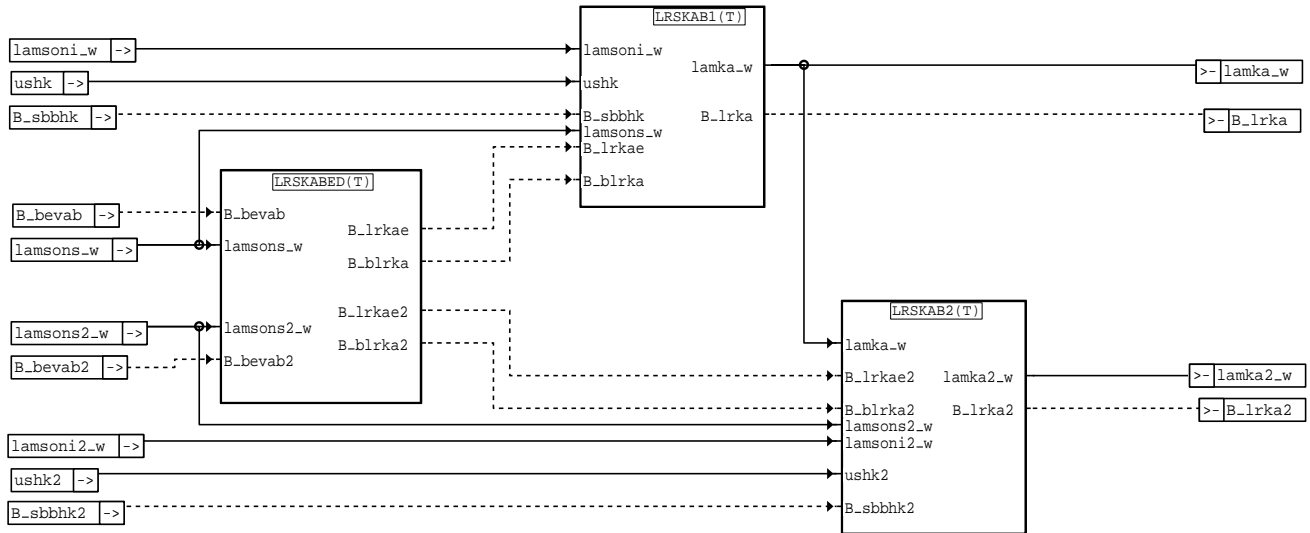 LRSKAB1(T)
lamsoni_w ->
lamsoni_w
lamka_w
>- lamka_w
ushk ->
ushk
B_sbbhk ->
B_sbbhk
B_lrka
>- B_lrka
lamsons_w
B_lrkae
B_blrka
LRSKABED(T)
B_bevab ->
B_bevab
lamsons_w ->
lamsons_w
B_lrkae
B_blrka
lamsons2_w ->
lamsons2_w
B_lrkae2
B_bevab2 ->
B_bevab2
B_blrka2
LRSKAB2(T)
lamka_w
B_lrkae2
lamka2_w
>- lamka2_w
B_blrka2
B_lrka2
>- B_lrka2
lamsons2_w
lamsoni2_w ->
lamsoni2_w
ushk2 ->
ushk2
B_sbbhk2 ->
B_sbbhk2